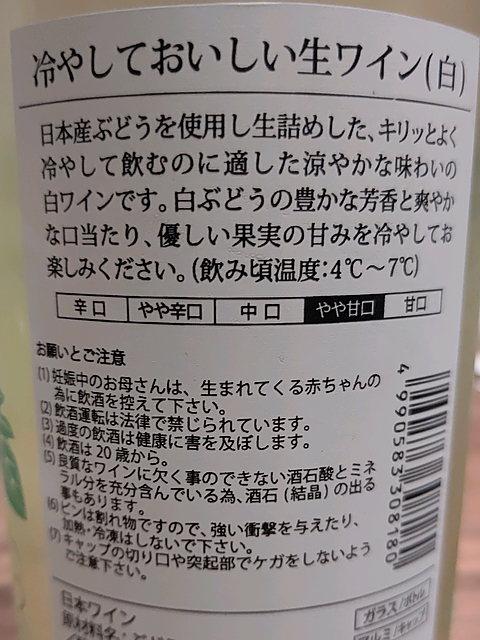 冷やしておいしい生ワイン(白)
日本産ぶどうを使用し生詰めした、キリッとよく
冷やして飲むのに適した涼やかな味わいの
白ワインです。白ぶどうの豊かな芳香と爽やか
な口当たり、優しい果実の甘みを冷やしてお
楽しみください。(飲み頃温度:4℃～7℃)
辛口 やや辛口 中口 やや甘口 甘口
お願いとご注意
(1)妊娠中のお母さんは、生まれてくる赤ちゃんの
為に飲酒を控えて下さい。
(2)飲酒運転は法律で禁じられています。
(3)過度の飲酒は健康に害を及ぼします。
(4)飲酒は20歳から。
(5)良質なワインに欠く事のできない酒石酸とミネ
ラル分を充分含んでいる為、酒石(結晶)の出る
事もあります。
(6)ビンは割れ物ですので、強い衝撃を与えたり、
加熱・冷凍はしないで下さい。
(7)キャップの切り口や突起部でケガをしないよう
ご注意下さい。
4 990583 308180
日本ワイン
ガラス/ボトル
アルミ/キャップ
原材料名: